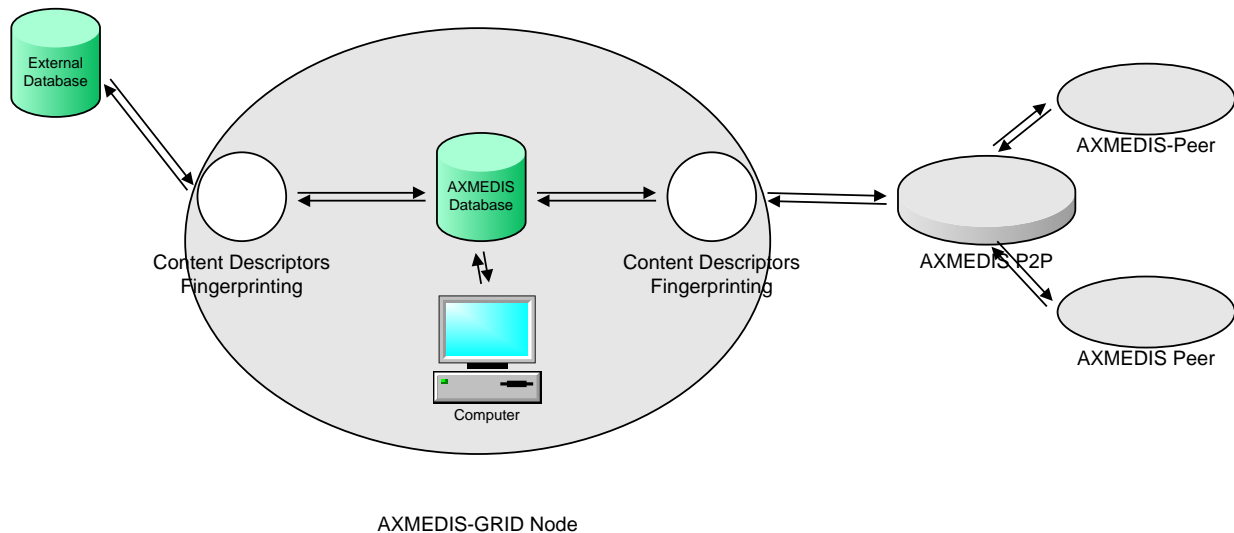 External
Database
AXMEDIS
Database
Content Descriptors
Fingerprinting
Content Descriptors
Fingerprinting
Computer
AXMEDIS-Peer
AXMEDIS P2P
AXMEDIS Peer
AXMEDIS-GRID Node